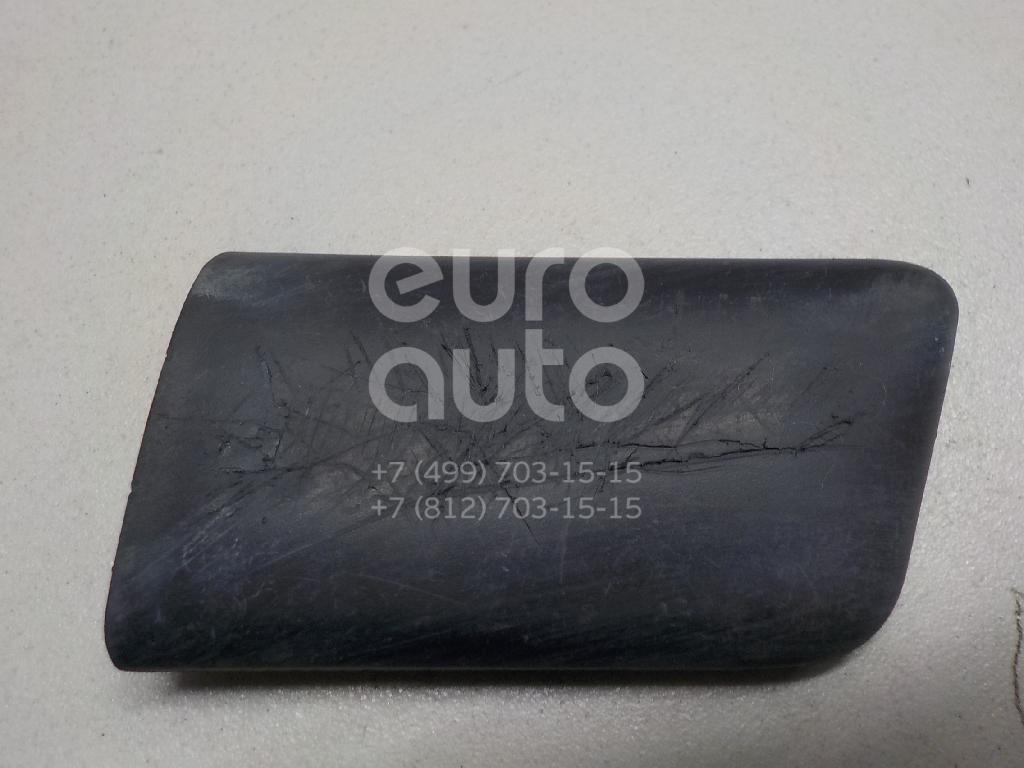 euro
auto
+7 (499) 703-15-15
+7 (812) 703-15-15